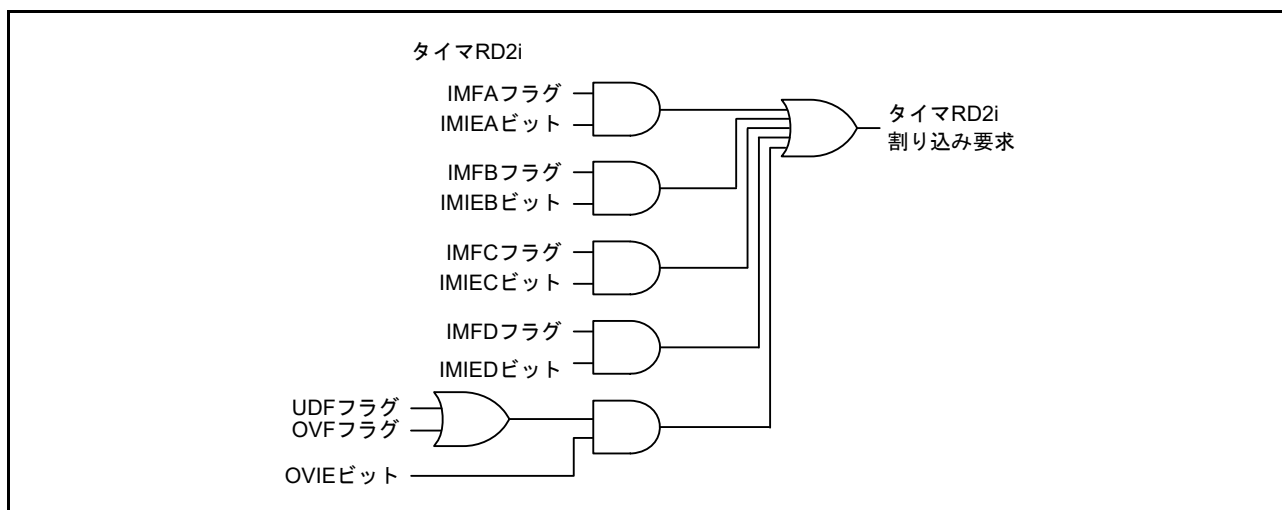 タイマRD2i
IMFAフラグ
IMIEAビット
タイマRD2i
割り込み要求
IMFBフラグ
IMIEBビット
IMFCフラグ
IMIECビット
IMFDフラグ
IMIEDビット
UDFフラグ
OVFフラグ
OVIEビット